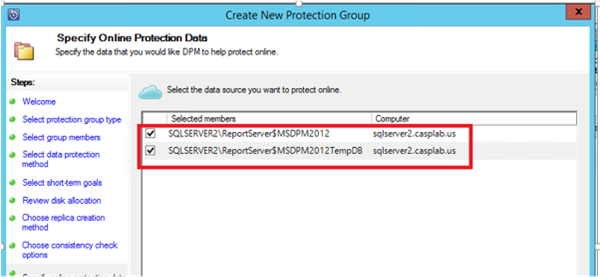 Create New Protection Group
x
Specify Online Protection Data
Specify the data that you would like DPM to help protect online.
Steps:
Welcome
Select protection group type
Select group members
Select data protection
method
Select short-term goals
Review disk allocation
Choose replica creation
method
Choose consistency check
options
Select the data source you want to protect online.
Selected members Computer
SQLSERVER2\ReportServer$MSDPM2012 sqlserver2.casplab.us
SQLSERVER2\ReportServer$MSDPM2012TempDB sqlserver2.casplab.us